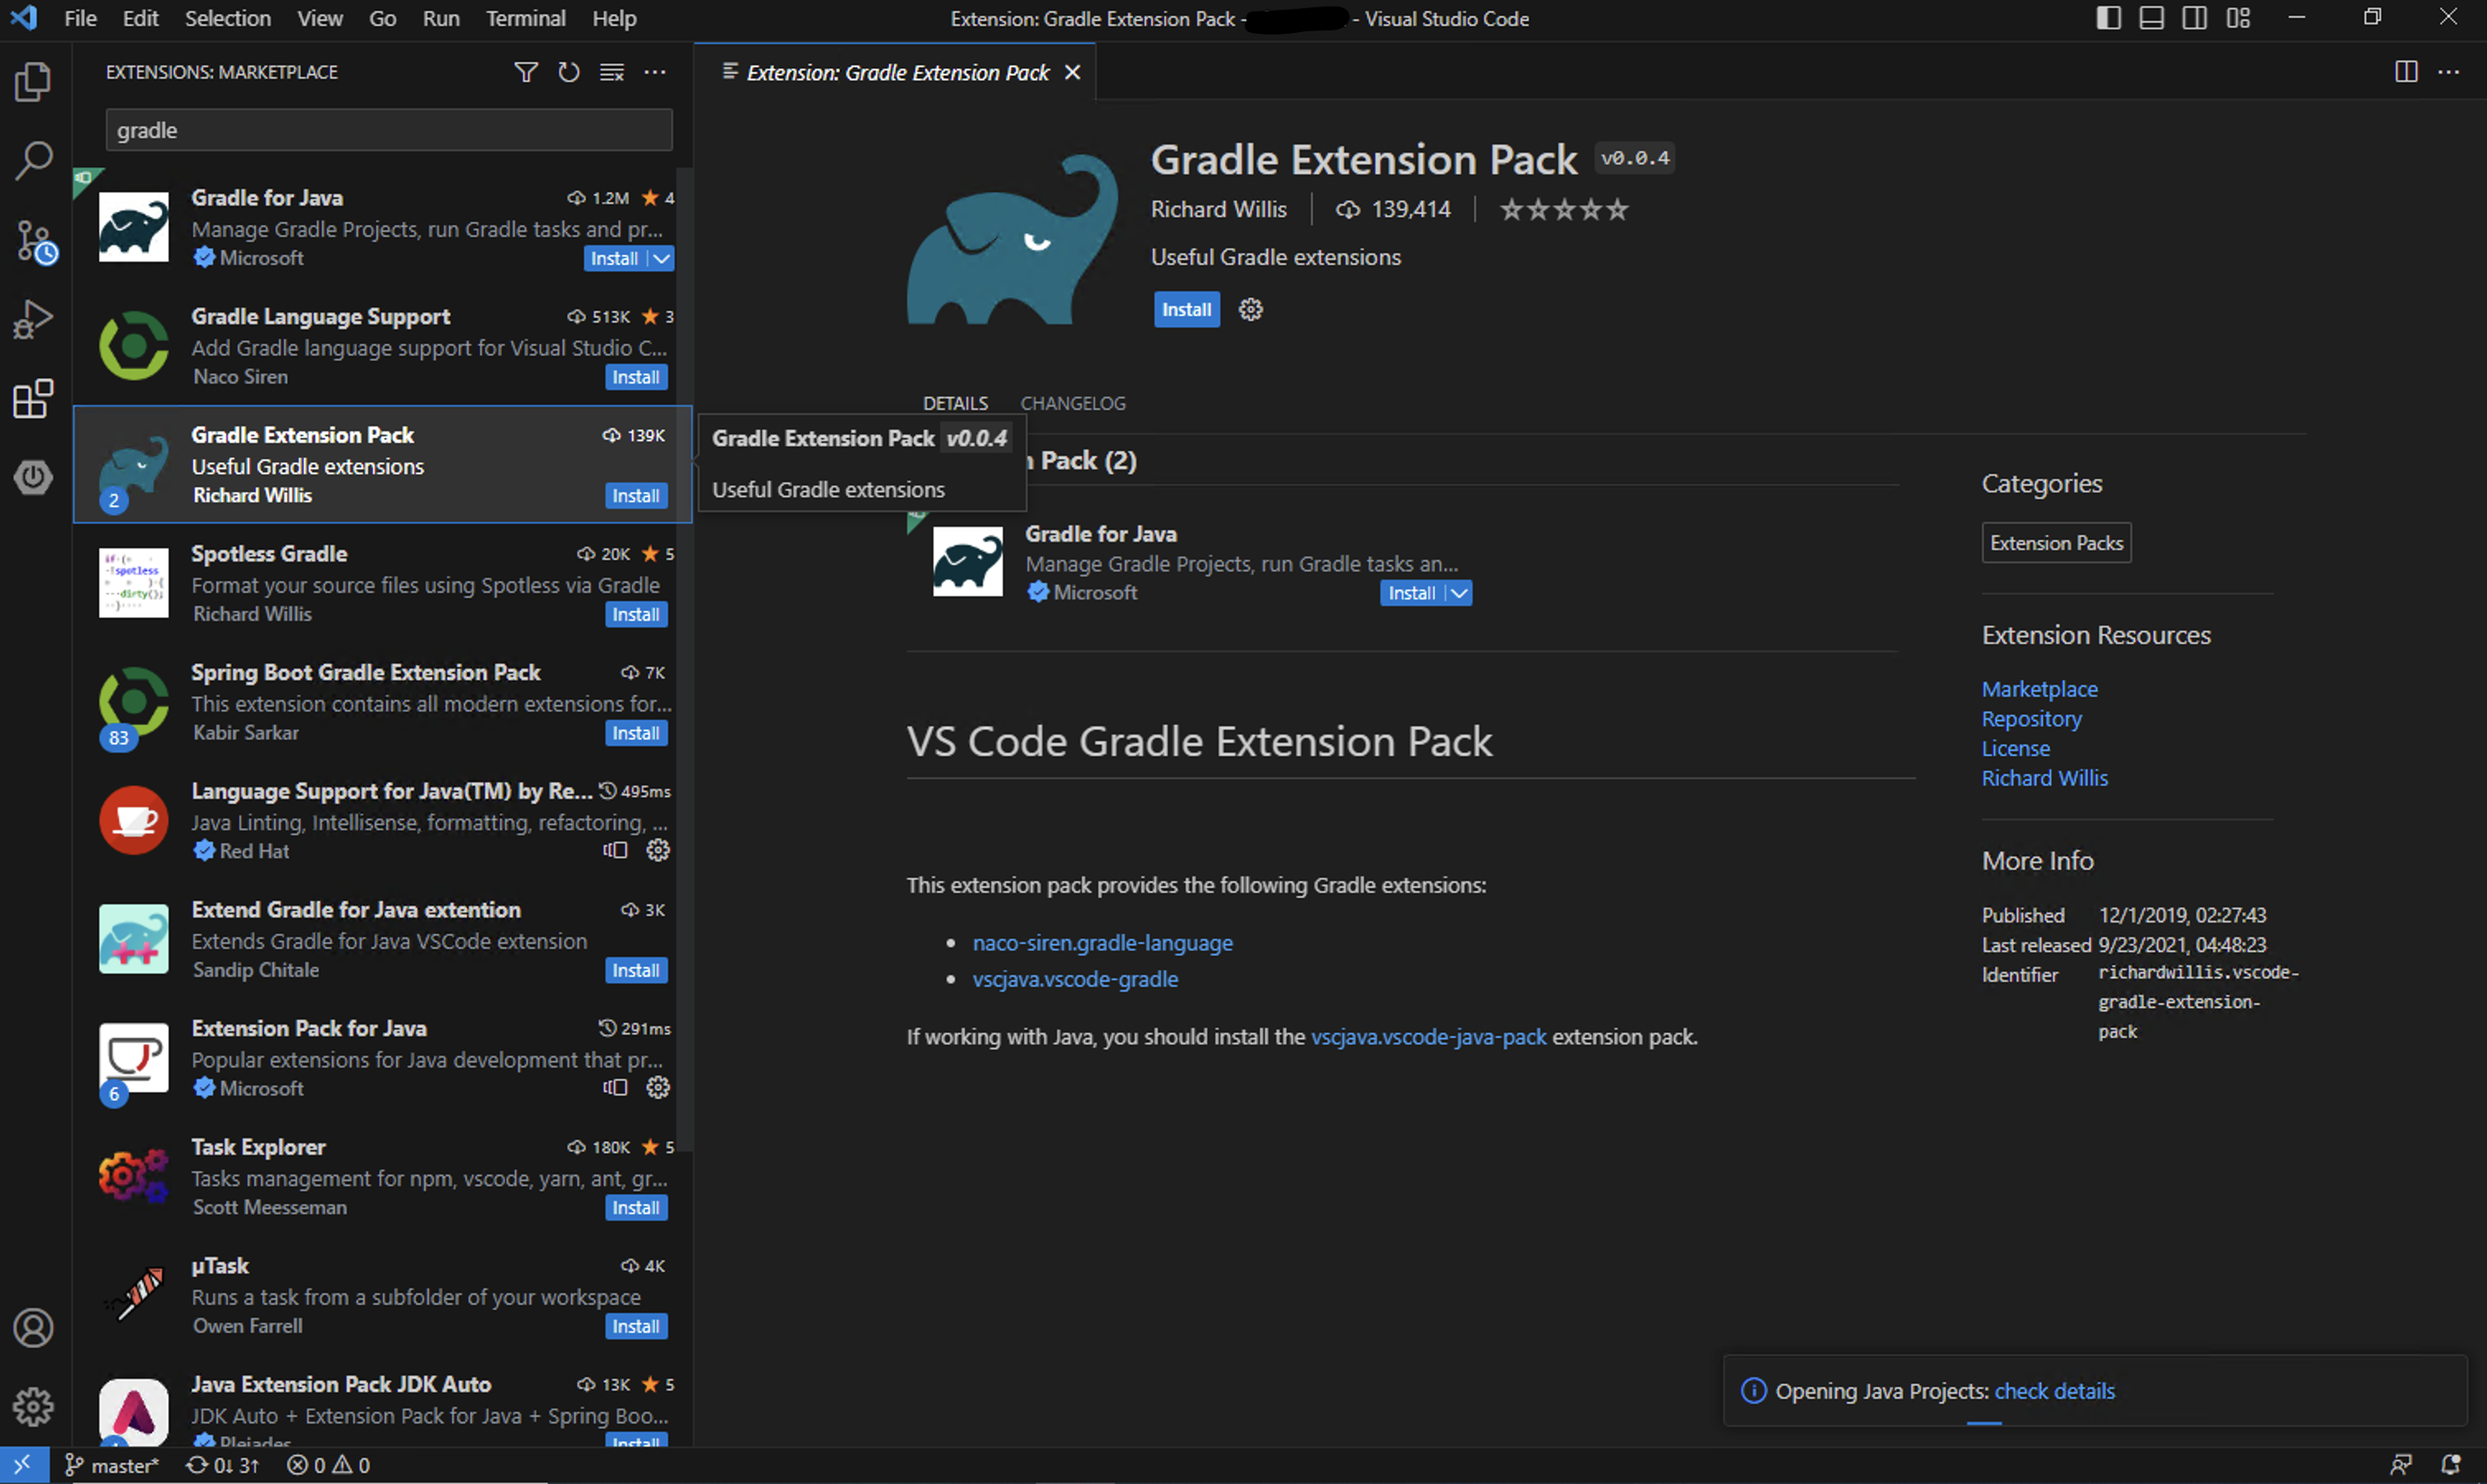 File Edit Selection View Go Run Terminal Help
Extension: Gradle Extension Pack - - Visual Studio Code
EXTENSIONS: MARKETPLACE
gradle
Gradle for Java 1.2M ★ 4
Manage Gradle Projects, run Gradle tasks and pr...
Microsoft Install
Gradle Language Support 513K ★ 3
Add Gradle language support for Visual Studio C...
Naco Siren Install
Gradle Extension Pack 139K
Useful Gradle extensions
2 Richard Willis Install
Spotless Gradle 20K ★ 5
Format your source files using Spotless via Gradle
Richard Willis Install
Spring Boot Gradle Extension Pack 7K
This extension contains all modern extensions for...
83 Kabir Sarkar Install
Language Support for Java(TM) by Re... 495ms
Java Linting, Intellisense, formatting, refactoring, ...
Red Hat
Extend Gradle for Java extention 3K
Extends Gradle for Java VSCode extension
Sandip Chitale Install
Extension Pack for Java 291ms
Popular extensions for Java development that pr...
6 Microsoft
Task Explorer 180K ★ 5
Tasks management for npm, vscode, yarn, ant, gr...
Scott Meesseman Install
µTask 4K
Runs a task from a subfolder of your workspace
Owen Farrell Install
Java Extension Pack JDK Auto 13K ★ 5
JDK Auto + Extension Pack for Java + Spring Boo...
Pleiades Install
Extension: Gradle Extension Pack
Gradle Extension Pack v0.0.4
Richard Willis | 139,414 |
Useful Gradle extensions
Install
DETAILS CHANGELOG
Gradle Extension Pack v0.0.4
Useful Gradle extensions
n Pack (2)
Gradle for Java
Manage Gradle Projects, run Gradle tasks an...
Microsoft Install
VS Code Gradle Extension Pack
This extension pack provides the following Gradle extensions:
• naco-siren.gradle-language
• vscjava.vscode-gradle
If working with Java, you should install the vscjava.vscode-java-pack extension pack.
Categories
Extension Packs
Extension Resources
Marketplace
Repository
License
Richard Willis
More Info
Published 12/1/2019, 02:27:43
Last released 9/23/2021, 04:48:23
Identifier richardwillis.vscode-
gradle-extension-
pack
Opening Java Projects: check details
master* 0↓ 3↑ 0 0